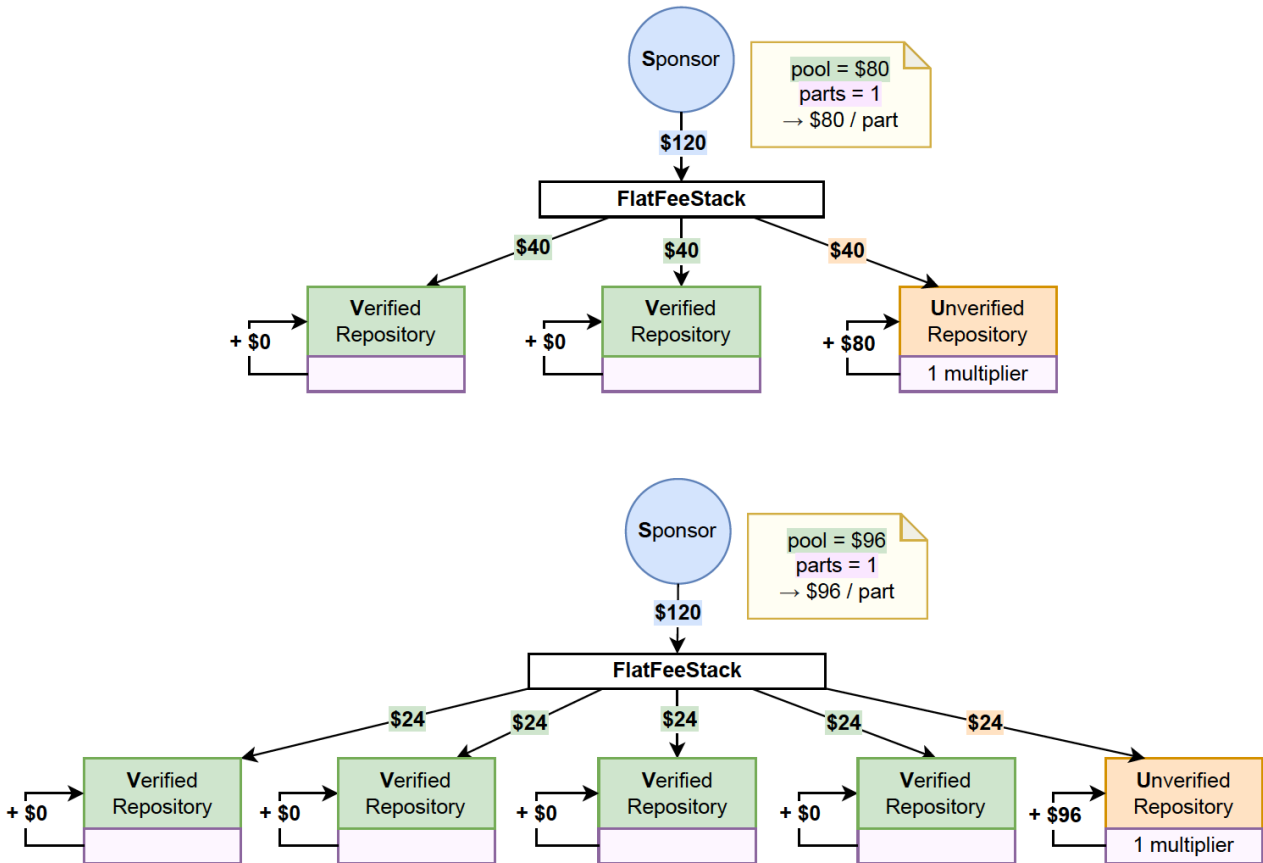 Sponsor
pool = $80
parts = 1
→ $80 / part
$120
FlatFeeStack
$40
$40
$40
Verified
Repository
+ $0
Verified
Repository
+ $0
Unverified
Repository
+ $80
1 multiplier
Sponsor
pool = $96
parts = 1
→ $96 / part
$120
FlatFeeStack
$24
$24
$24
$24
$24
Verified
Repository
+ $0
Verified
Repository
+ $0
Verified
Repository
+ $0
Verified
Repository
+ $0
Unverified
Repository
+ $96
1 multiplier